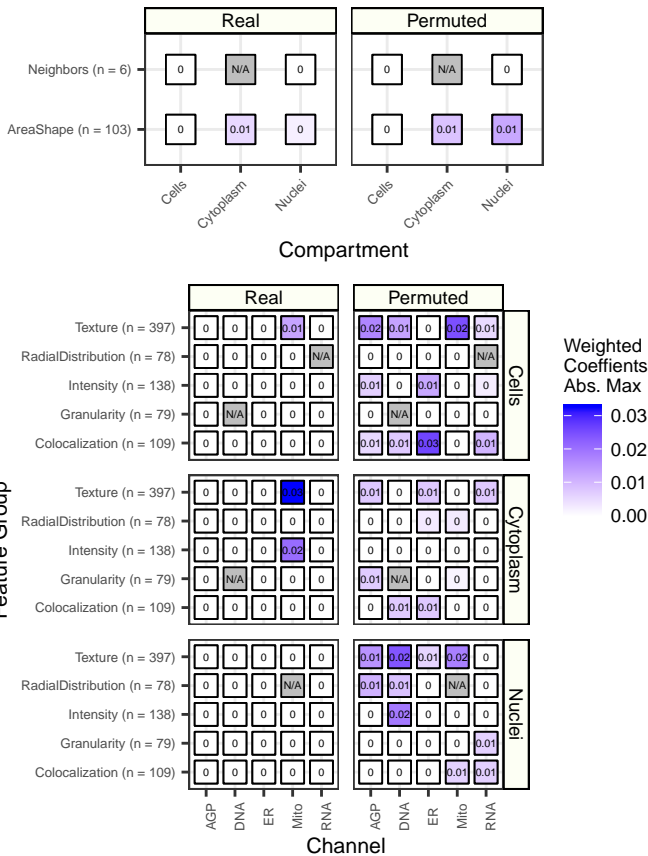 Real Permuted
Neighbors (n = 6) 0 N/A 0 0 N/A 0
AreaShape (n = 103) 0 0.01 0 0 0.01 0.01
Cells Cytoplasm Nuclei Cells Cytoplasm Nuclei
Compartment
Real Permuted
Texture (n = 397) 0 0 0 0.01 0 0.02 0.01 0 0.02 0.01
RadialDistribution (n = 78) 0 0 0 0 N/A 0 0 0 0 N/A
Intensity (n = 138) 0 0 0 0 0 0.01 0 0.01 0 0
Granularity (n = 79) 0 N/A 0 0 0 0 N/A 0 0 0
Colocalization (n = 109) 0 0 0 0 0 0.01 0.01 0.03 0 0.01
Cells
Texture (n = 397) 0 0 0 0.03 0 0.01 0 0.01 0 0.01
RadialDistribution (n = 78) 0 0 0 0 0 0 0 0 0 0
Intensity (n = 138) 0 0 0 0.02 0 0 0 0 0 0
Granularity (n = 79) 0 N/A 0 0 0 0.01 N/A 0 0 0
Colocalization (n = 109) 0 0 0 0 0 0 0.01 0.01 0 0
Cytoplasm
Texture (n = 397) 0 0 0 0 0 0.01 0.02 0.01 0.02 0
RadialDistribution (n = 78) 0 0 0 N/A 0 0.01 0.01 0 N/A 0
Intensity (n = 138) 0 0 0 0 0 0 0.02 0 0 0
Granularity (n = 79) 0 0 0 0 0 0 0 0 0 0.01
Colocalization (n = 109) 0 0 0 0 0 0 0 0 0.01 0.01
Nuclei
AGP DNA ER Mito RNA AGP DNA ER Mito RNA
Channel
Feature Group
Weighted
Coeffients
Abs. Max
0.03
0.02
0.01
0.00